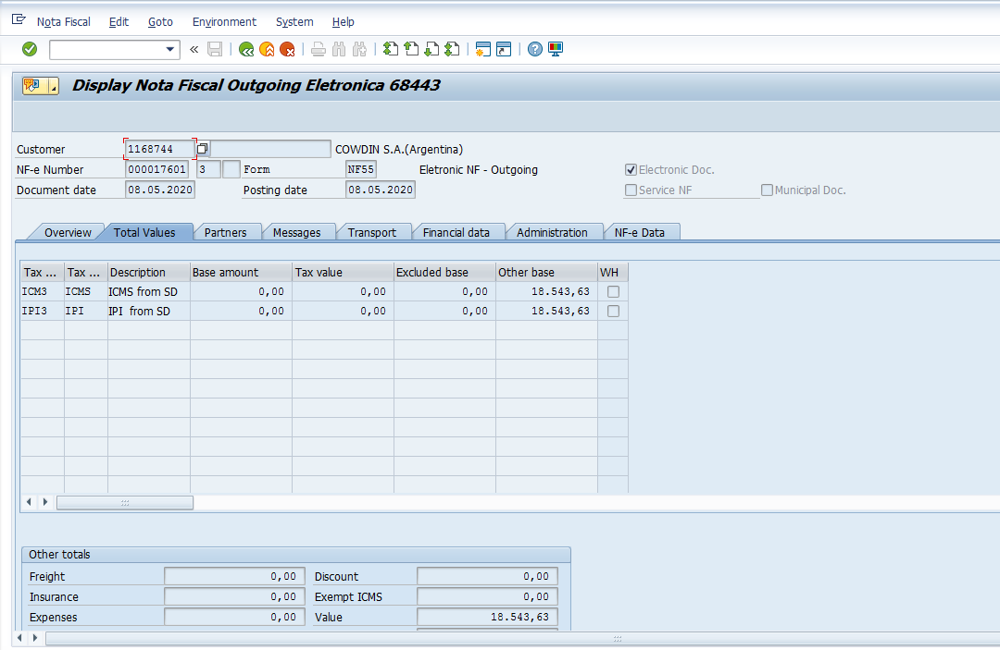 Nota Fiscal Edit Goto Environment System Help
Display Nota Fiscal Outgoing Eletronica 68443
Customer 1168744 COWDIN S.A.(Argentina)
NF-e Number 000017601 3 Form NF55 Eletronic NF - Outgoing Electronic Doc.
Document date 08.05.2020 Posting date 08.05.2020 Service NF Municipal Doc.
Overview Total Values Partners Messages Transport Financial data Administration NF-e Data
Tax ... Tax ... Description Base amount Tax value Excluded base Other base WH
ICM3 ICMS ICMS from SD 0,00 0,00 0,00 18.543,63
IPI3 IPI IPI from SD 0,00 0,00 0,00 18.543,63
Other totals
Freight 0,00 Discount 0,00
Insurance 0,00 Exempt ICMS 0,00
Expenses 0,00 Value 18.543,63